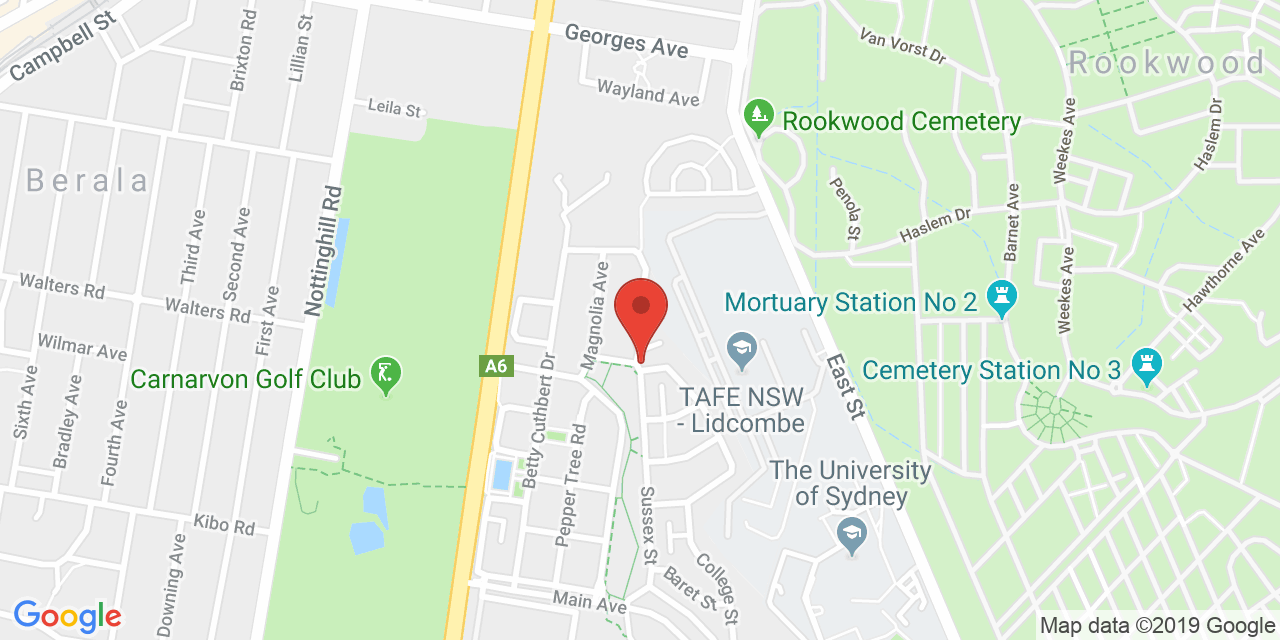 Campbell St
Brixton Rd
Lillian St
Georges Ave
Wayland Ave
Van Vorst Dr
Rookwood
Leila St
Rookwood Cemetery
Weekes Ave
Haslem Dr
Berala
Nottinghill Rd
Third Ave
Second Ave
Penola St
Haslem Dr
Barnet Ave
Hawthorne Ave
Walters Rd
Walters Rd
First Ave
Magnolia Ave
Mortuary Station No 2
Weekes Ave
Wilmar Ave
A6
Carnarvon Golf Club
Cemetery Station No 3
East St
TAFE NSW
- Lidcombe
Sixth Ave
Bradley Ave
Fourth Ave
Betty Cuthbert Dr
Pepper Tree Rd
The University
of Sydney
Sussex St
Kibo Rd
Downing Ave
College St
Baret St
Main Ave
Google
Map data ©2019 Google